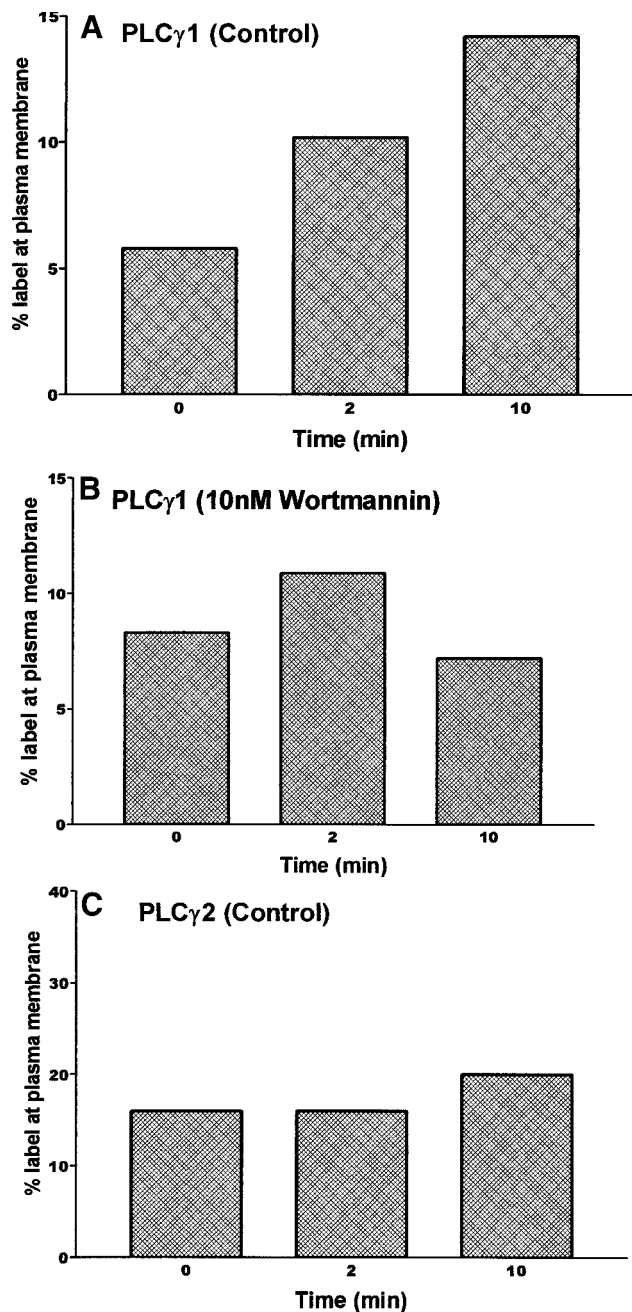 A PLCγ1 (Control)
15
10
5
0
% label at plasma membrane
0 2 10
Time (min)
B PLCγ1 (10nM Wortmannin)
15
10
5
0
% label at plasma membrane
0 2 10
Time (min)
C PLCγ2 (Control)
40
30
20
10
0
% label at plasma membrane
0 2 10
Time (min)